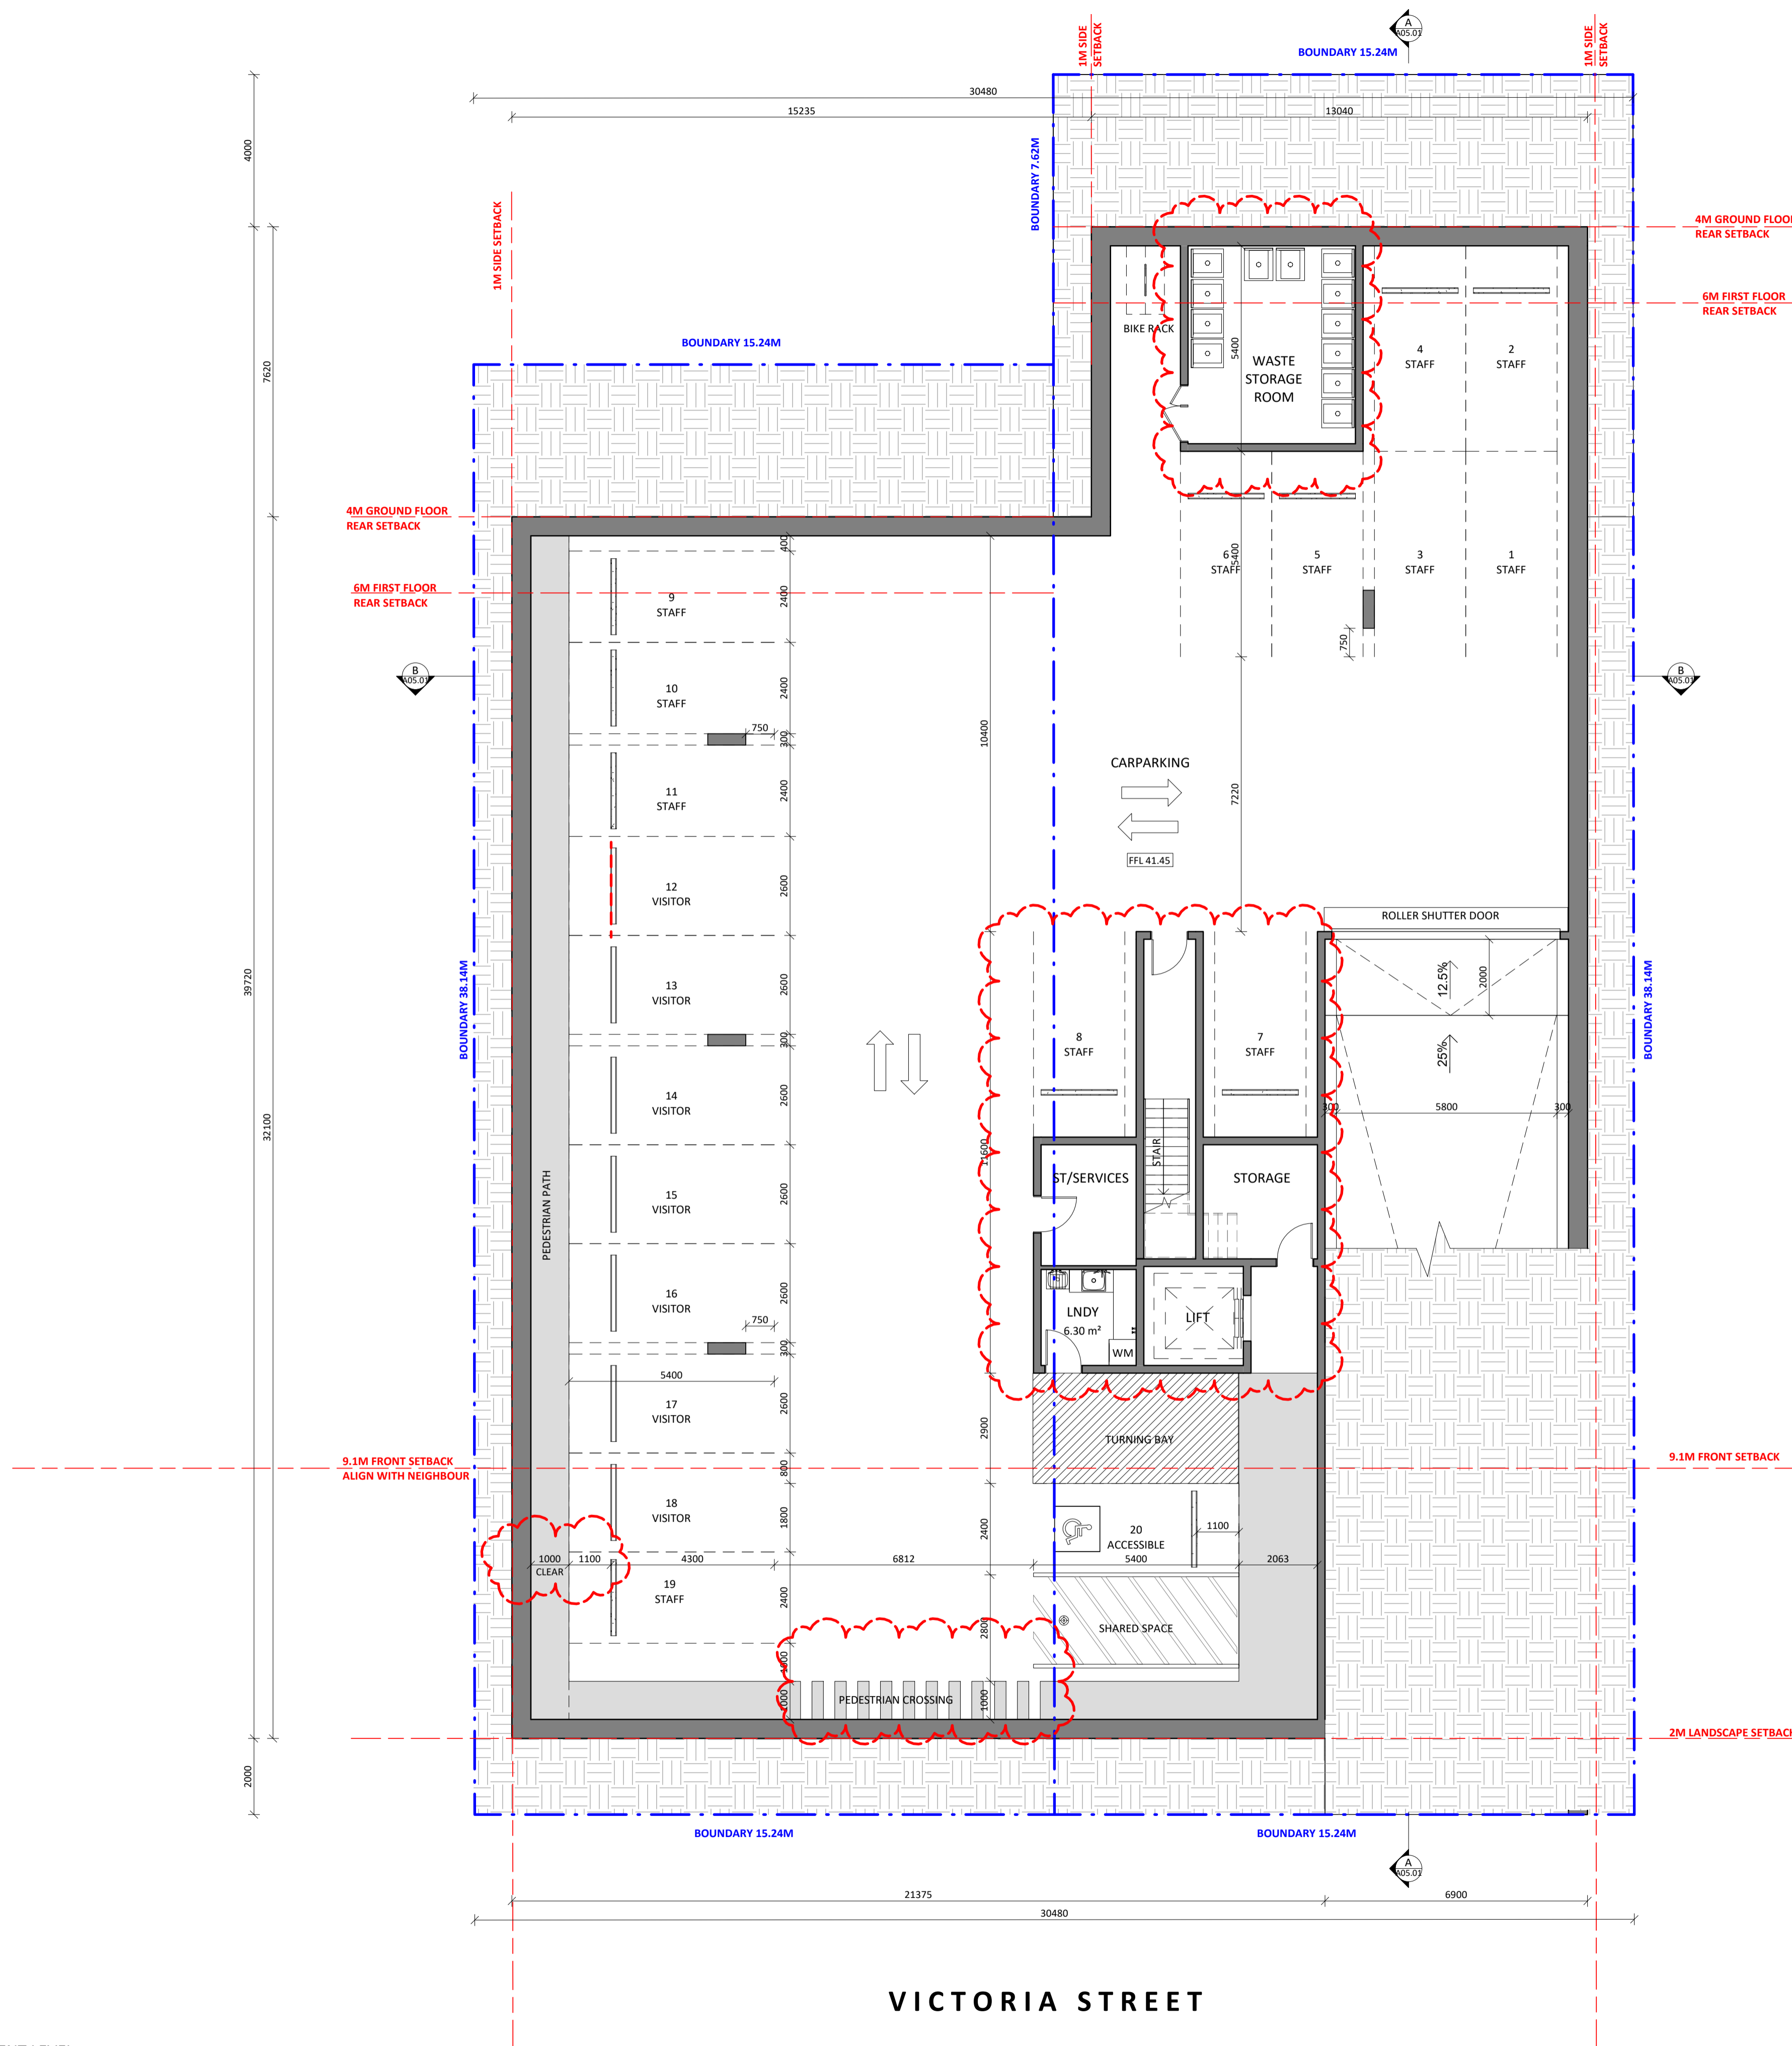 A
A05.01
1M SIDE
SETBACK
1M SIDE
SETBACK
BOUNDARY 15.24M
30480
15235
13040
4000
BOUNDARY 7.62M
1M SIDE SETBACK
4M GROUND FLOOR
REAR SETBACK
6M FIRST FLOOR
REAR SETBACK
BIKE RACK
5400
WASTE
STORAGE
ROOM
4
STAFF
2
STAFF
BOUNDARY 15.24M
7620
4M GROUND FLOOR
REAR SETBACK
400
6
STAFF
5400
5
STAFF
3
STAFF
1
STAFF
6M FIRST FLOOR
REAR SETBACK
9
STAFF
2400
750
B
A05.01
B
A05.01
10
STAFF
2400
750
300
10400
CARPARKING
7220
11
STAFF
2400
FFL 41.45
12
VISITOR
2600
ROLLER SHUTTER DOOR
39720
BOUNDARY 38.14M
13
VISITOR
2600
12.5%
2000
BOUNDARY 38.14M
300
8
STAFF
7
STAFF
25%
14
VISITOR
2600
300
5800
300
32100
11600
STAIR
PEDESTRIAN PATH
15
VISITOR
2600
ST/SERVICES
STORAGE
16
VISITOR
2600
750
300
LNDY
6.30 m²
WM
LIFT
5400
17
VISITOR
2600
2900
TURNING BAY
9.1M FRONT SETBACK
ALIGN WITH NEIGHBOUR
800
9.1M FRONT SETBACK
18
VISITOR
1800
2400
20
ACCESSIBLE
1100
1000
CLEAR
1100
4300
6812
5400
2063
19
STAFF
2400
2800
SHARED SPACE
1000
1000
PEDESTRIAN CROSSING
1000
2M LANDSCAPE SETBACK
2000
BOUNDARY 15.24M
BOUNDARY 15.24M
A
A05.01
21375
6900
30480
VICTORIA STREET